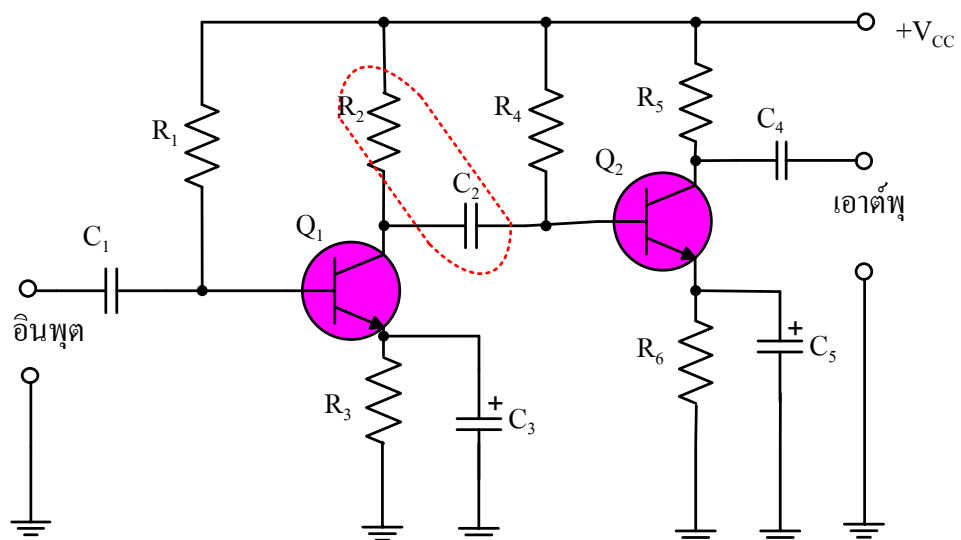 +V_CC
R₁
R₂
R₄
R₅
C₄
C₂
Q₂
เอาต์พุ
Q₁
C₁
อินพุต
R₃
+
C₃
R₆
+
C₅